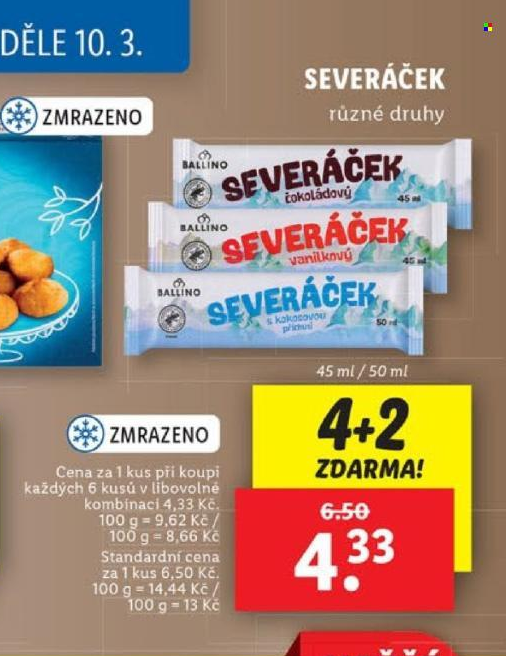 DĚLE 10. 3.
SEVERÁČEK
různé druhy
ZMRAZENO
BALLINO
SEVERÁČEK
čokoládový
45 ml
BALLINO
SEVERÁČEK
vanilkový
45 ml
BALLINO
SEVERÁČEK
s kokosovou
příchutí
50 ml
45 ml / 50 ml
ZMRAZENO
4+2
ZDARMA!
Cena za 1 kus při koupi
každých 6 kusů v libovolné
kombinaci 4,33 Kč.
100 g = 9,62 Kč /
100 g = 8,66 Kč
Standardní cena
za 1 kus 6,50 Kč.
100 g = 14,44 Kč /
100 g = 13 Kč
6.50
4.33